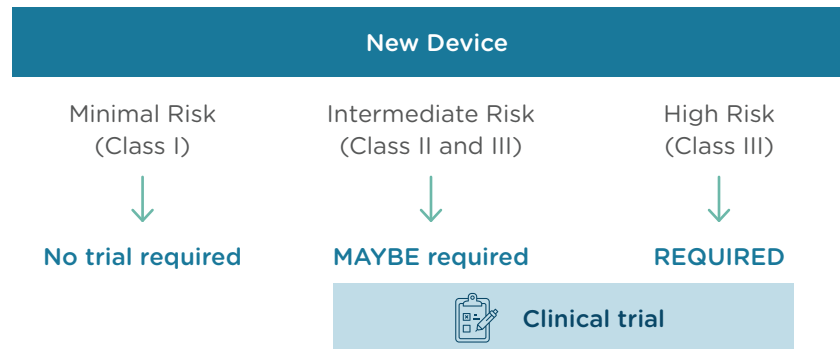 New Device
Minimal Risk
(Class I)
Intermediate Risk
(Class II and III)
High Risk
(Class III)
No trial required
MAYBE required
REQUIRED
Clinical trial